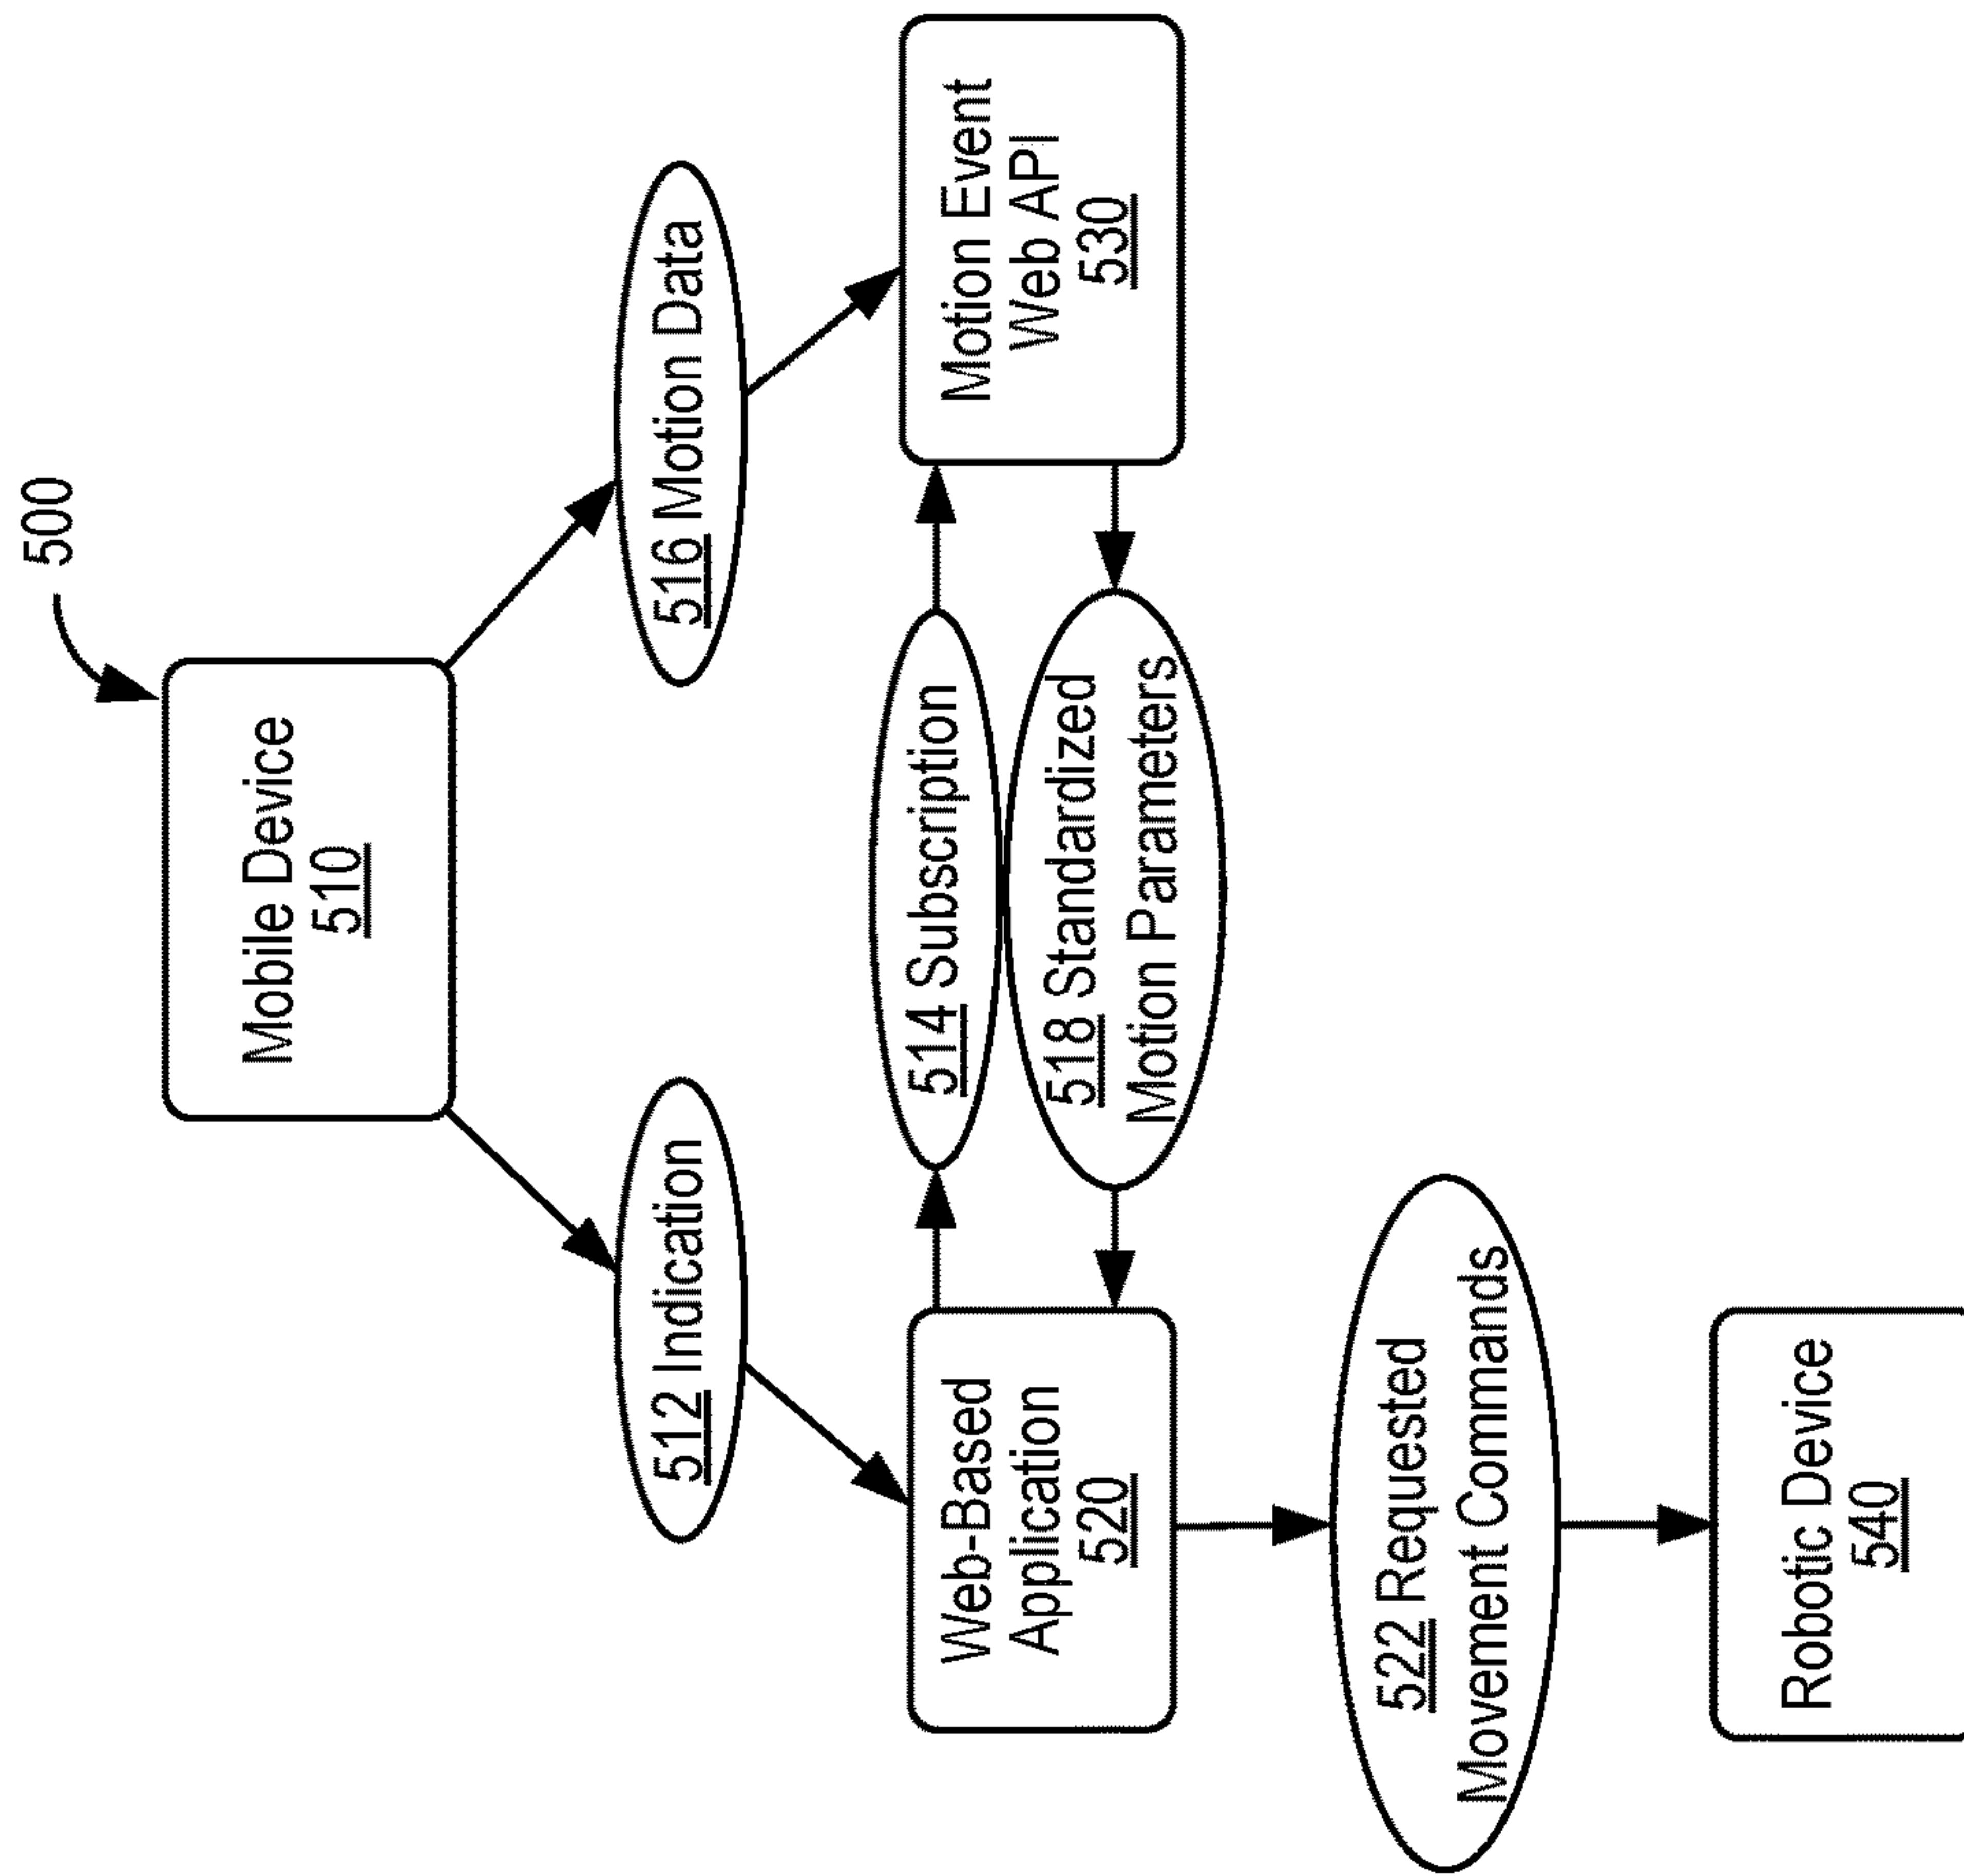 500
Mobile Device
510
512 Indication
516 Motion Data
Web-Based
Application
520
514 Subscription
518 Standardized
Motion Parameters
Motion Event
Web API
530
522 Requested
Movement Commands
Robotic Device
540